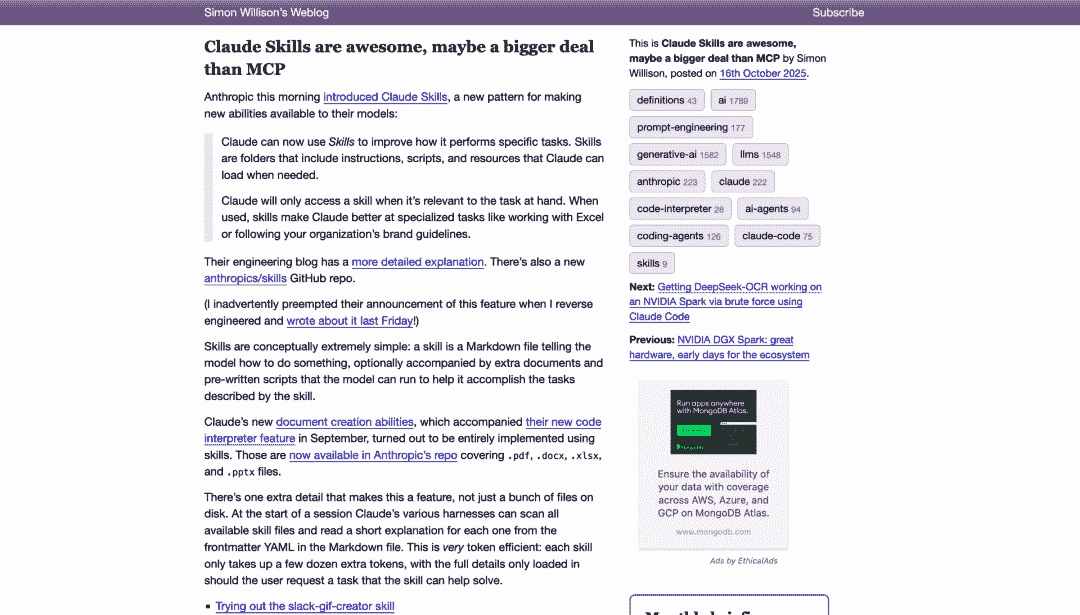 Simon Willison's Weblog
Subscribe
Claude Skills are awesome, maybe a bigger deal
than MCP
Anthropic this morning introduced Claude Skills, a new pattern for making
new abilities available to their models:
Claude can now use Skills to improve how it performs specific tasks. Skills
are folders that include instructions, scripts, and resources that Claude can
load when needed.
Claude will only access a skill when it's relevant to the task at hand. When
used, skills make Claude better at specialized tasks like working with Excel
or following your organization's brand guidelines.
Their engineering blog has a more detailed explanation. There's also a new
anthropics/skills GitHub repo.
(I inadvertently preempted their announcement of this feature when I reverse
engineered and wrote about it last Friday!)
Skills are conceptually extremely simple: a skill is a Markdown file telling the
model how to do something, optionally accompanied by extra documents and
pre-written scripts that the model can run to help it accomplish the tasks
described by the skill.
Claude's new document creation abilities, which accompanied their new code
interpreter feature in September, turned out to be entirely implemented using
skills. Those are now available in Anthropic's repo covering .pdf, .docx, .xlsx,
and .pptx files.
There's one extra detail that makes this a feature, not just a bunch of files on
disk. At the start of a session Claude's various harnesses can scan all
available skill files and read a short explanation for each one from the
frontmatter YAML in the Markdown file. This is very token efficient: each skill
only takes up a few dozen extra tokens, with the full details only loaded in
should the user request a task that the skill can help solve.
Trying out the slack-gif-creator skill
This is Claude Skills are awesome,
maybe a bigger deal than MCP by Simon
Willison, posted on 16th October 2025.
definitions 43 ai 1789
prompt-engineering 177
generative-ai 1582 llms 1548
anthropic 223 claude 222
code-interpreter 28 ai-agents 94
coding-agents 126 claude-code 75
skills 9
Next: Getting DeepSeek-OCR working on
an NVIDIA Spark via brute force using
Claude Code
Previous: NVIDIA DGX Spark: great
hardware, early days for the ecosystem
Run apps anywhere
with MongoDB Atlas.
Ensure the availability of
your data with coverage
across AWS, Azure, and
GCP on MongoDB Atlas.
www.mongodb.com
Ads by EthicalAds